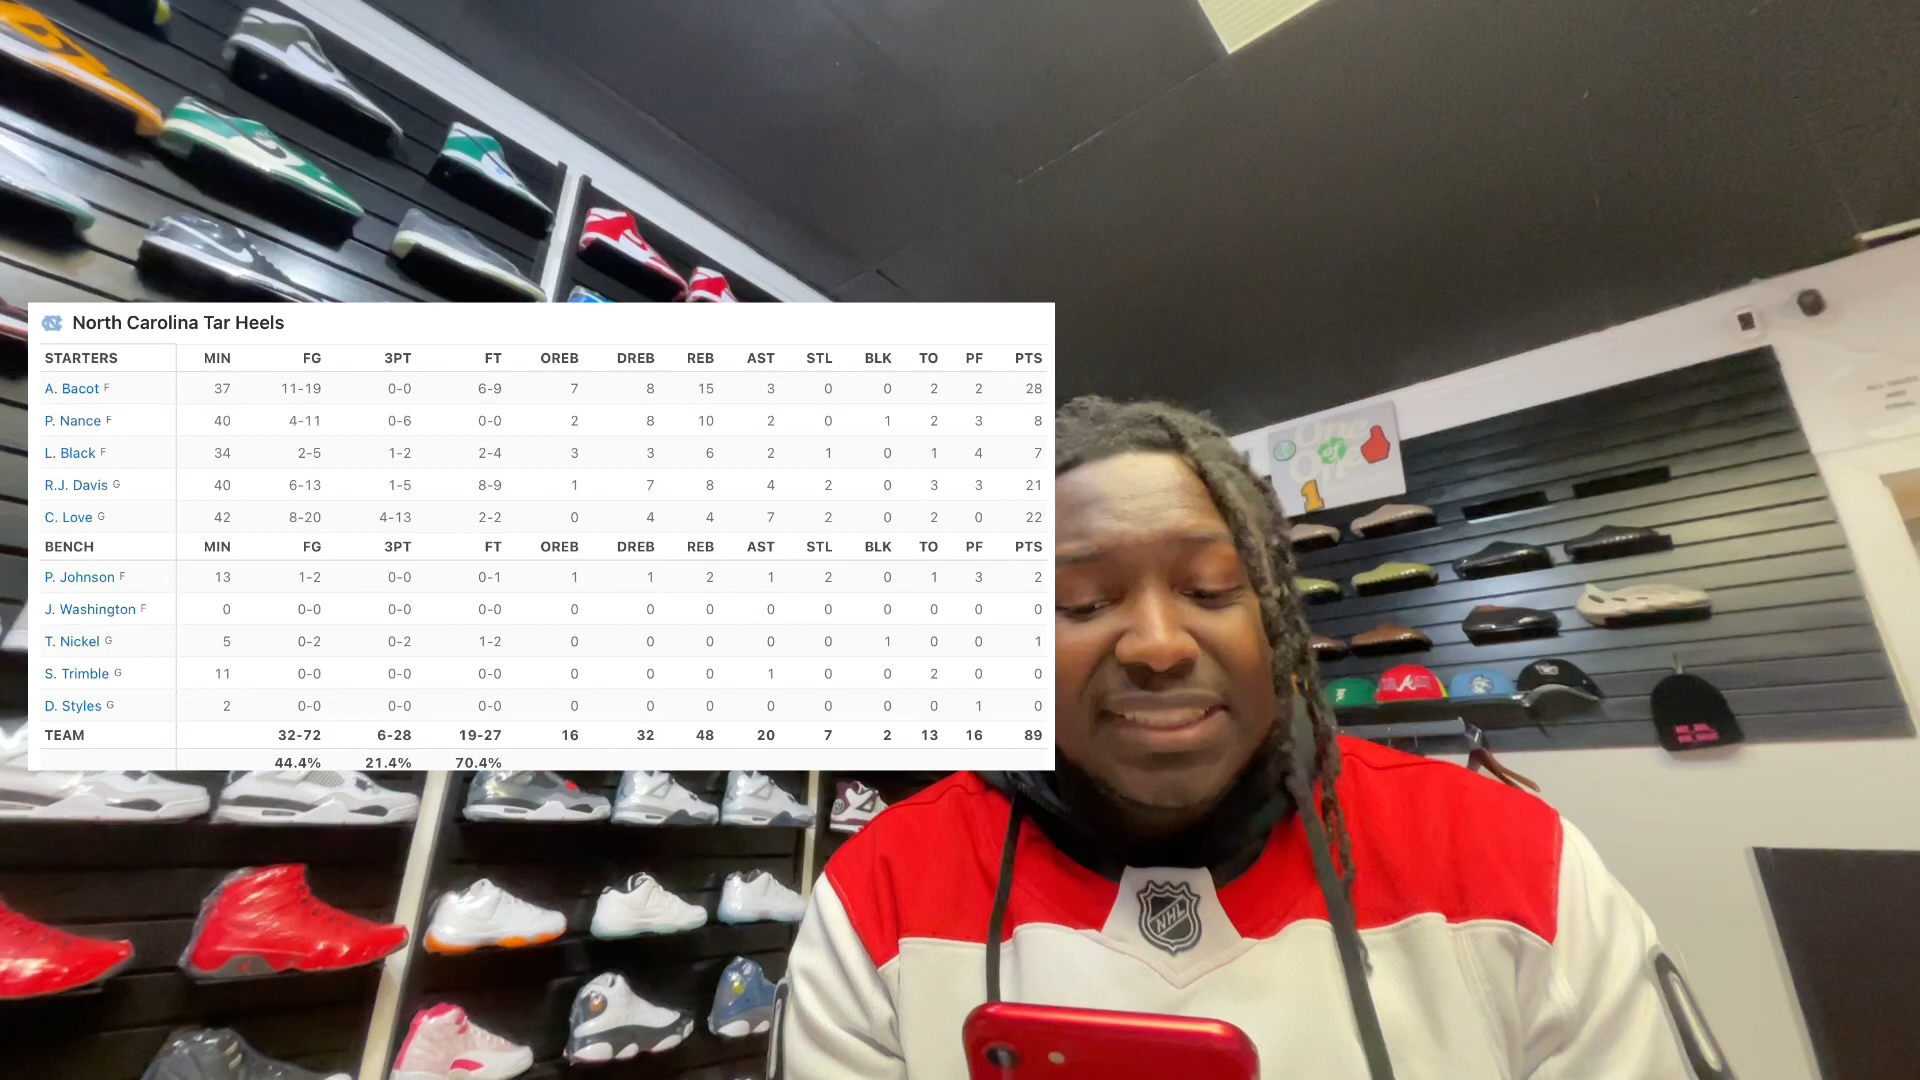 North Carolina Tar Heels
STARTERS MIN FG 3PT FT OREB DREB REB AST STL BLK TO PF PTS
A. Bacot F 37 11-19 0-0 6-9 7 8 15 3 0 0 2 2 28
P. Nance F 40 4-11 0-6 0-0 2 8 10 2 0 1 2 3 8
L. Black F 34 2-5 1-2 2-4 3 3 6 2 1 0 1 4 7
R.J. Davis G 40 6-13 1-5 8-9 1 7 8 4 2 0 3 3 21
C. Love G 42 8-20 4-13 2-2 0 4 4 7 2 0 2 0 22
BENCH MIN FG 3PT FT OREB DREB REB AST STL BLK TO PF PTS
P. Johnson F 13 1-2 0-0 0-1 1 1 2 1 2 0 1 3 2
J. Washington F 0 0-0 0-0 0-0 0 0 0 0 0 0 0 0 0
T. Nickel G 5 0-2 0-2 1-2 0 0 0 0 0 1 0 0 1
S. Trimble G 11 0-0 0-0 0-0 0 0 0 1 0 0 2 0 0
D. Styles G 2 0-0 0-0 0-0 0 0 0 0 0 0 0 1 0
TEAM 32-72 6-28 19-27 16 32 48 20 7 2 13 16 89
44.4% 21.4% 70.4%
One
of
One
1
NHL